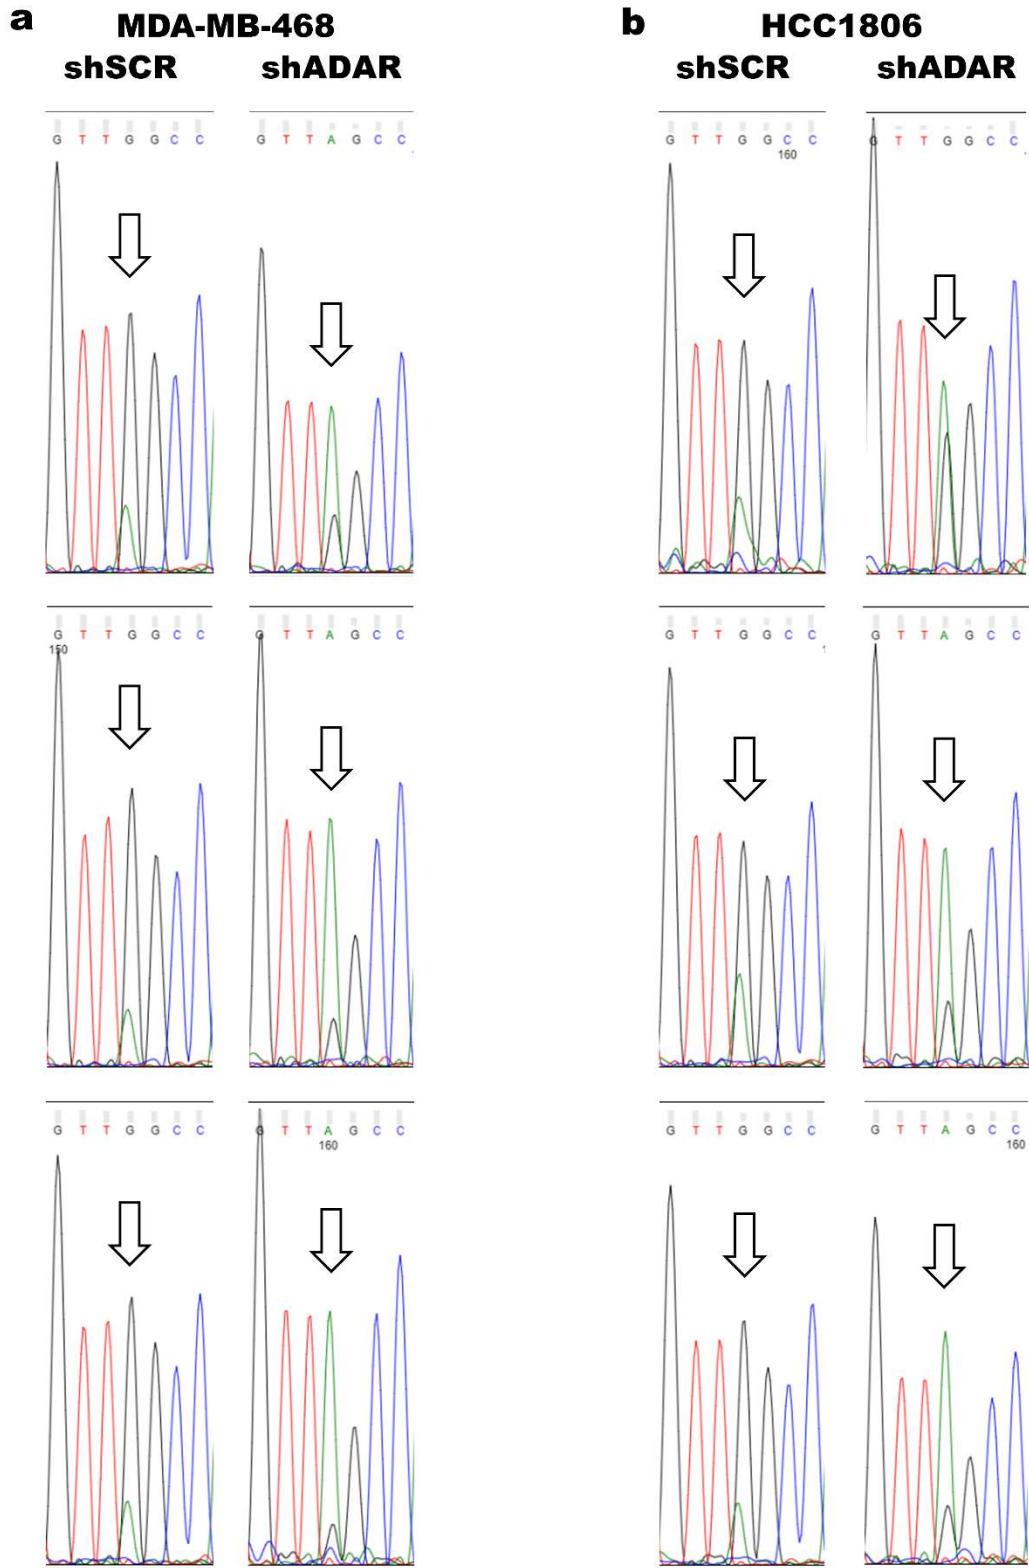 a MDA-MB-468 b HCC1806
shSCR shADAR shSCR shADAR
G T T G G C C G T T A G C C G T T G G C C G T T G G C C
160
G T T G G C C G T T A G C C G T T G G C C G T T A G C C
150
G T T G G C C G T T A G C C G T T G G C C G T T A G C C
160 160